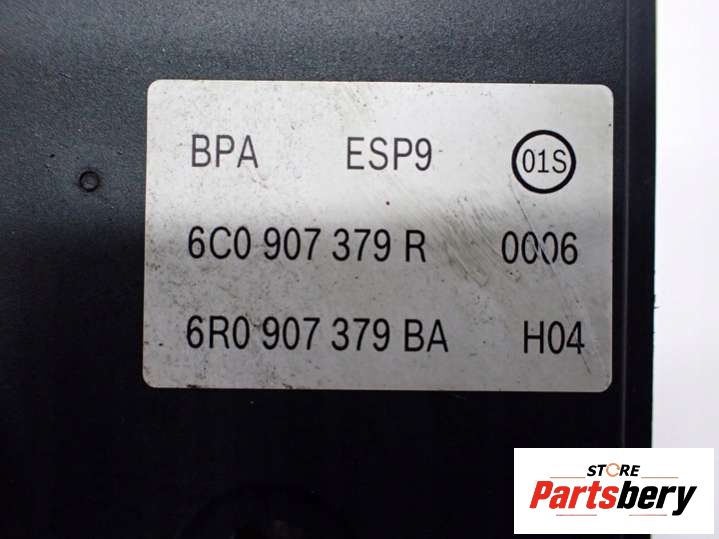 BPA ESP9 01S
6C0 907 379 R 0006
6R0 907 379 BA H04
STORE
Partsbery